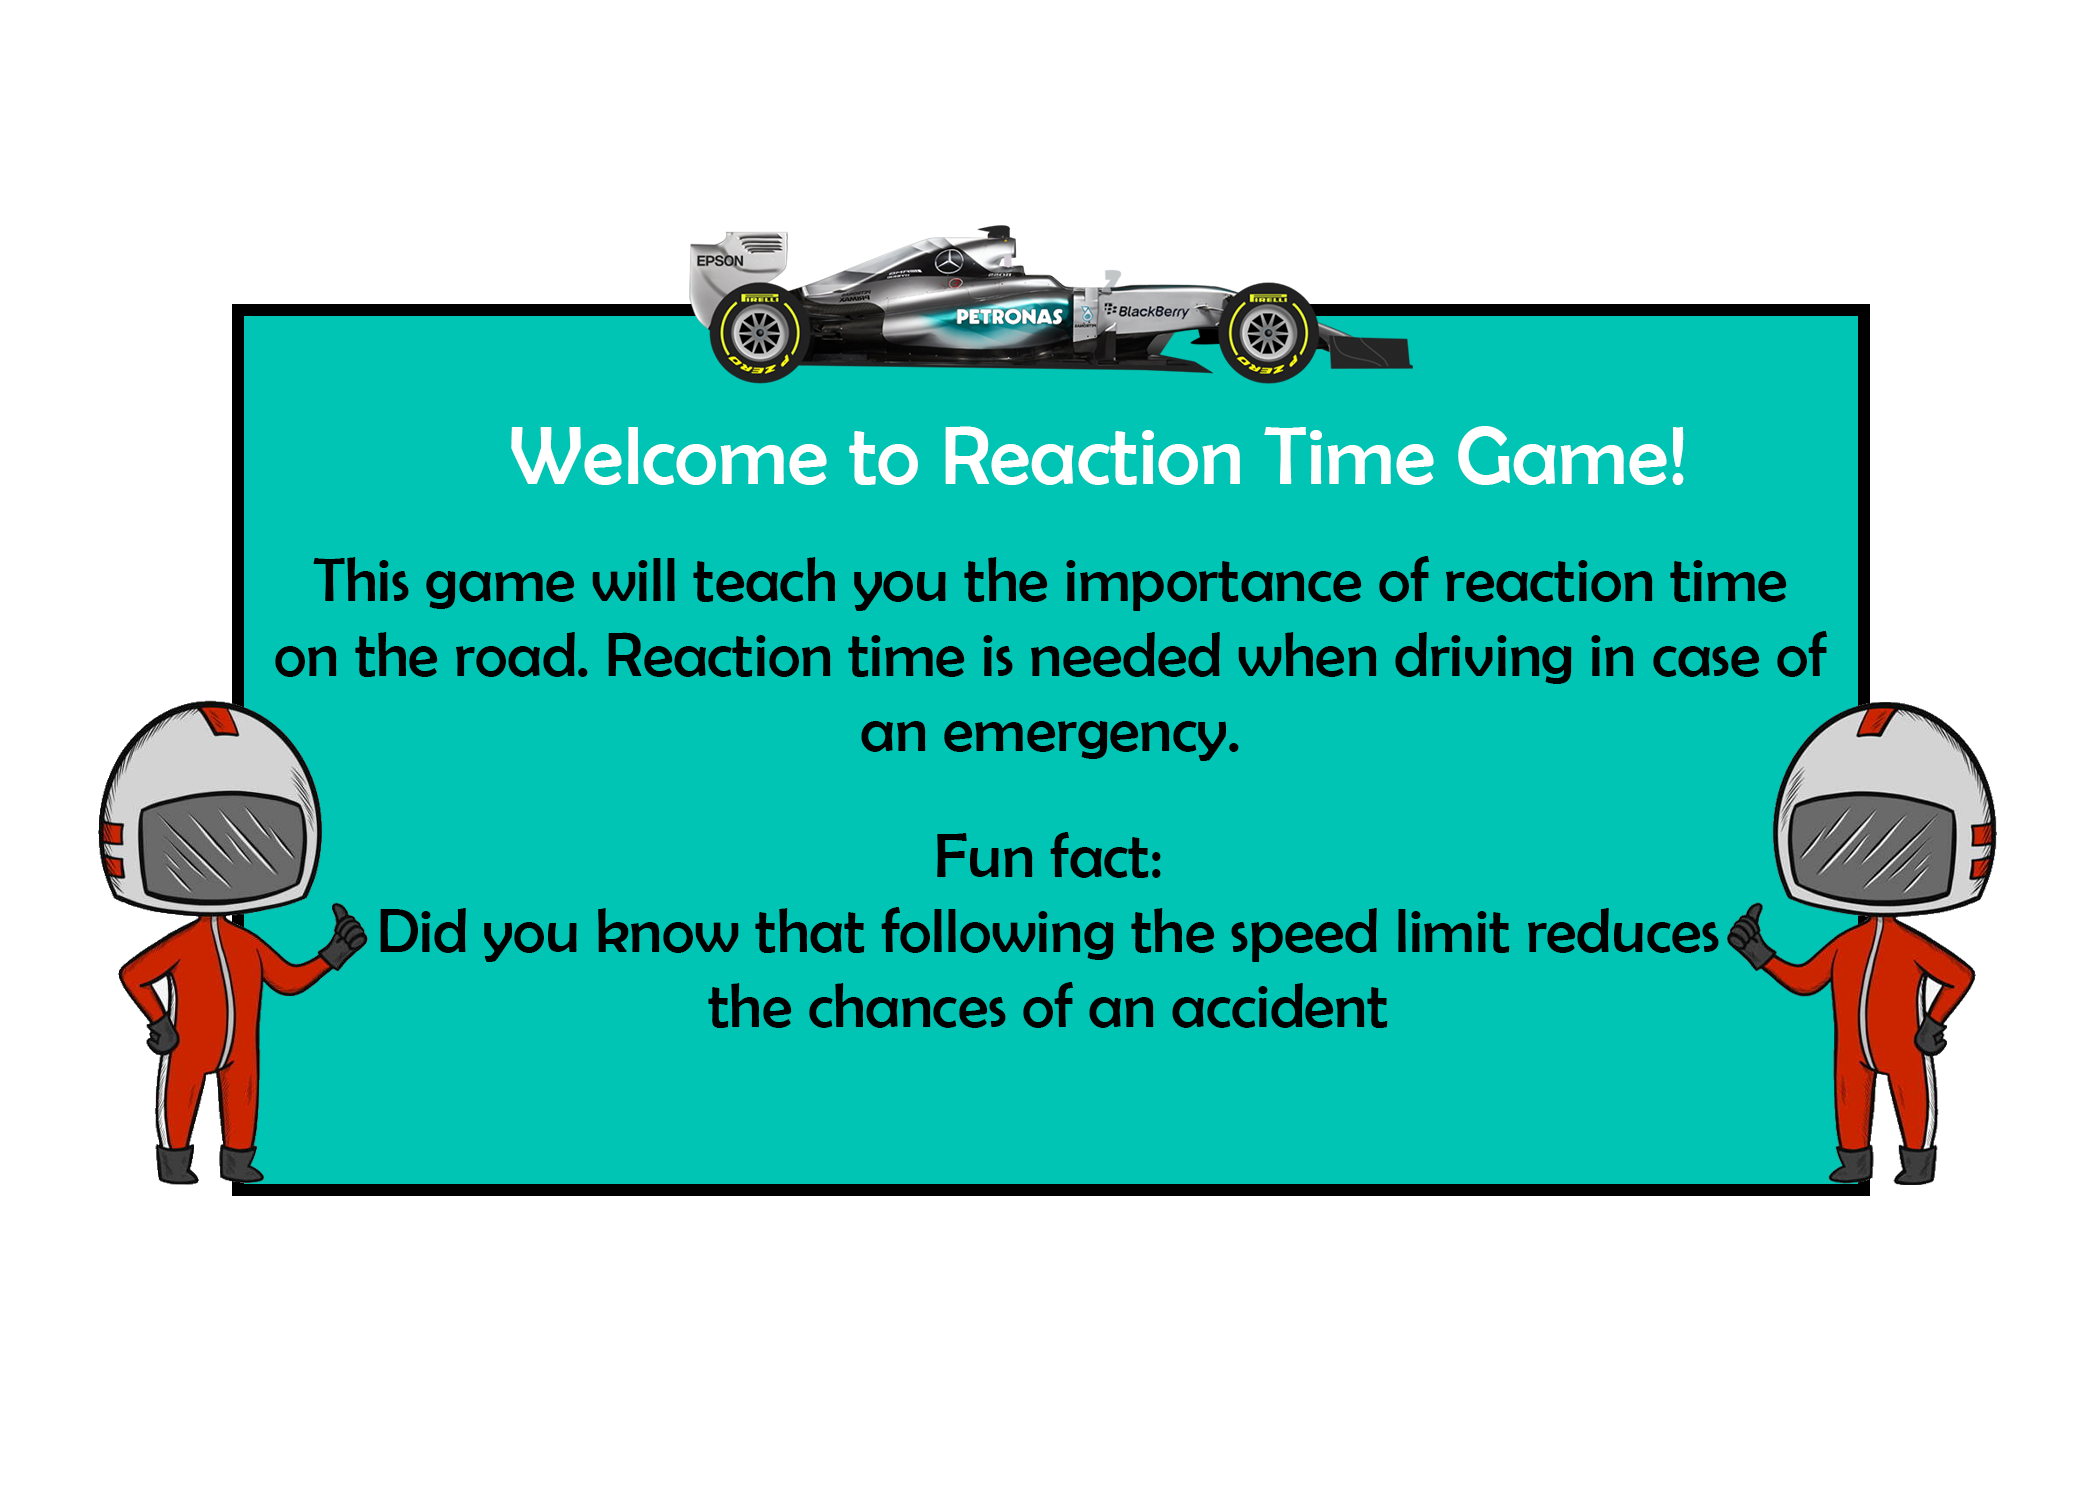 EPSON
PIRELLI
P ZERO
PETRONAS
BlackBerry
PIRELLI
P ZERO
Welcome to Reaction Time Game!
This game will teach you the importance of reaction time
on the road. Reaction time is needed when driving in case of
an emergency.
Fun fact:
Did you know that following the speed limit reduces
the chances of an accident